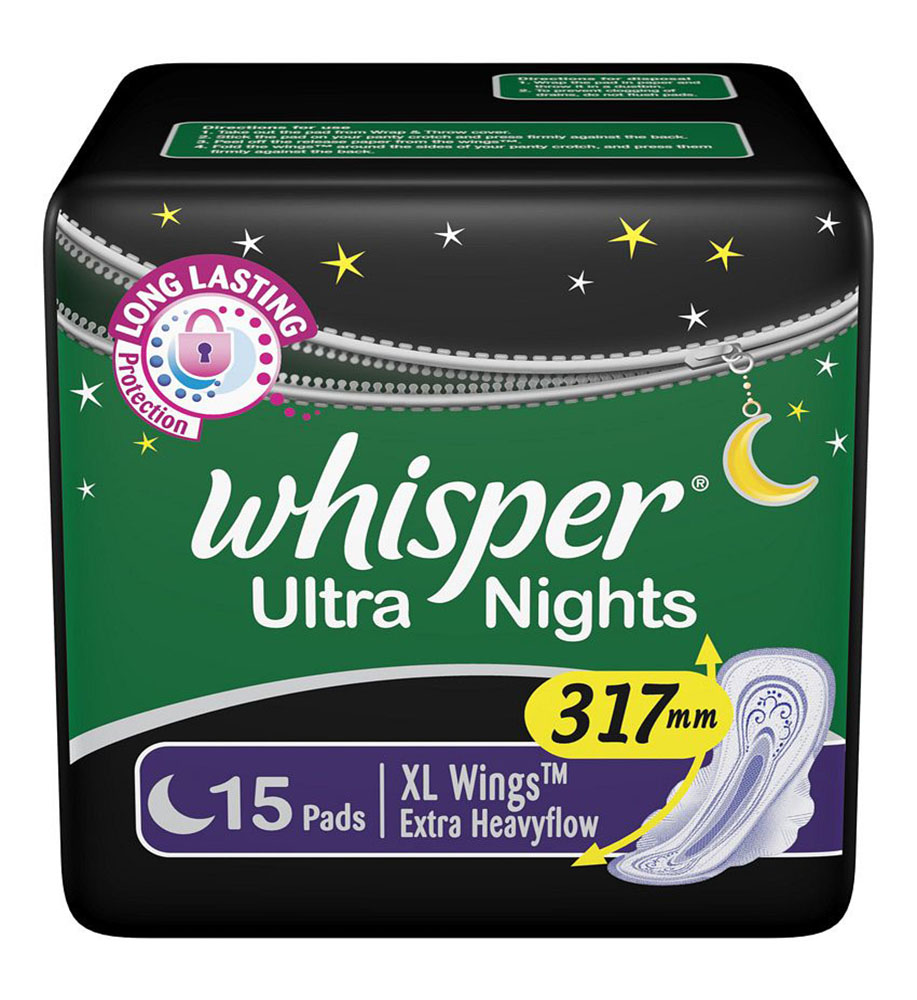 Directions for disposal
1. Wrap the pad in paper and
throw it in a dustbin.
2. To prevent clogging of
drains, do not flush pads.
Directions for use
1. Take out the pad from Wrap & Throw cover.
2. Stick the pad on your panty crotch and press firmly against the back.
3. Peel off the release paper from the wings™.
4. Fold the wings™ around the sides of your panty crotch, and press them
firmly against the back.
LONG LASTING
Protection
whisper®
Ultra Nights
317mm
15 Pads
XL Wings™
Extra Heavyflow